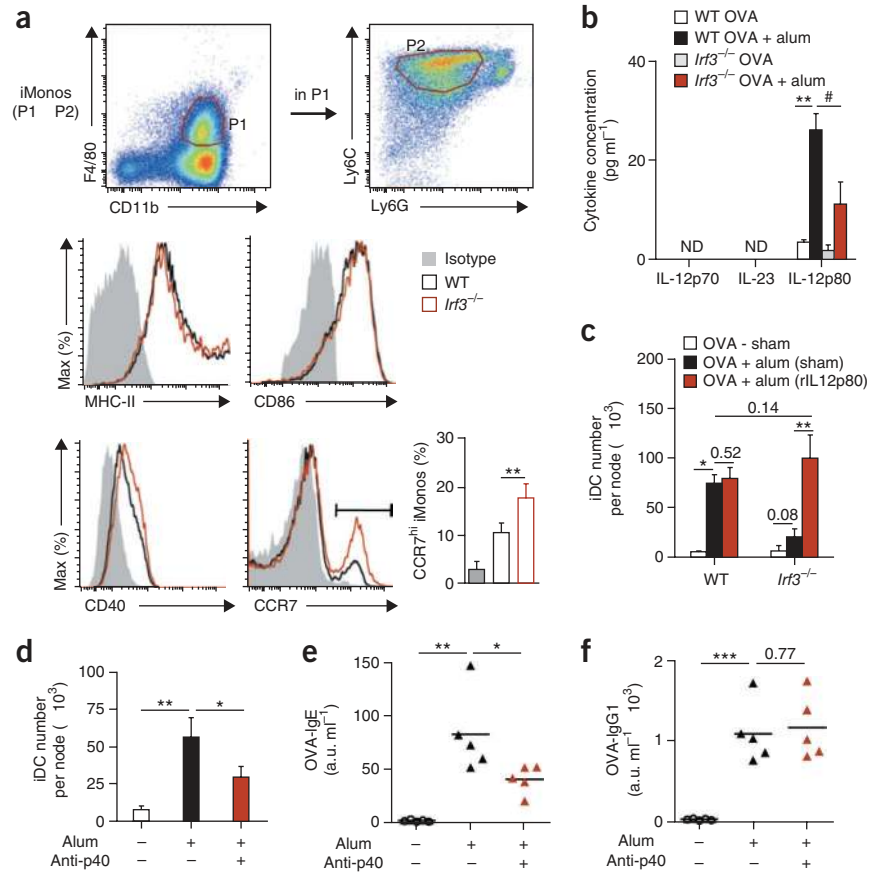 a
iMonos
(P1 P2)
F4/80
CD11b
P1
in P1
P2
Ly6C
Ly6G
Max (%)
MHC-II
CD86
Isotype
WT
Irf3–/–
Max (%)
CD40
CCR7
CCR7hi iMonos (%)
30
20
10
0
**
b
WT OVA
WT OVA + alum
Irf3–/– OVA
Irf3–/– OVA + alum
Cytokine concentration
(pg ml–1)
40
20
0
** #
ND ND
IL-12p70 IL-23 IL-12p80
c
OVA - sham
OVA + alum (sham)
OVA + alum (rIL12p80)
iDC number
per node ( 103)
200
150
100
50
0
0.14
* 0.52
0.08 **
WT Irf3–/–
d
iDC number
per node ( 103)
100
75
50
25
0
** *
Alum – + +
Anti-p40 – – +
e
OVA-IgE
(a.u. ml–1)
150
100
50
0
** *
Alum – + +
Anti-p40 – – +
f
OVA-IgG1
(a.u. ml–1 103)
2
1
0
*** 0.77
Alum – + +
Anti-p40 – – +